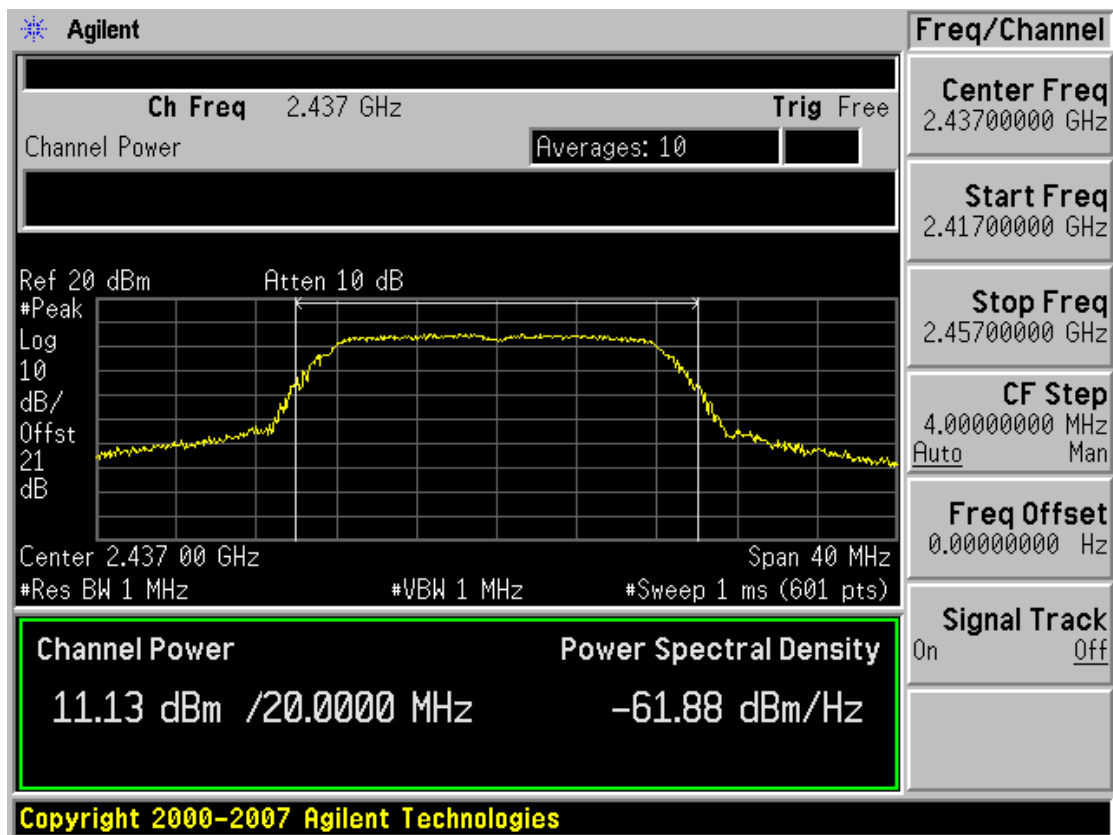 Agilent
Freq/Channel
Ch Freq 2.437 GHz Trig Free
Channel Power Averages: 10
Ref 20 dBm Atten 10 dB
#Peak
Log
10
dB/
Offst
21
dB
Center 2.437 00 GHz Span 40 MHz
#Res BW 1 MHz #VBW 1 MHz #Sweep 1 ms (601 pts)
Channel Power Power Spectral Density
11.13 dBm /20.0000 MHz -61.88 dBm/Hz
Center Freq
2.43700000 GHz
Start Freq
2.41700000 GHz
Stop Freq
2.45700000 GHz
CF Step
4.00000000 MHz
Auto Man
Freq Offset
0.00000000 Hz
Signal Track
On Off
Copyright 2000-2007 Agilent Technologies